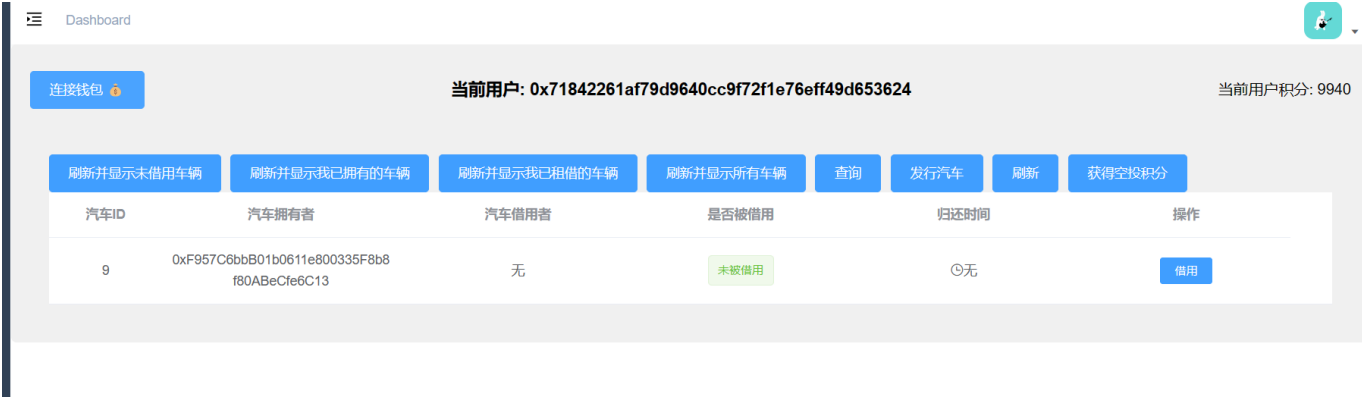 Dashboard
连接钱包 💰
当前用户: 0x71842261af79d9640cc9f72f1e76eff49d653624
当前用户积分: 9940
刷新并显示未借用车辆 刷新并显示我已拥有的车辆 刷新并显示我已租借的车辆 刷新并显示所有车辆 查询 发行汽车 刷新 获得空投积分
汽车ID 汽车拥有者 汽车借用者 是否被借用 归还时间 操作
9 0xF957C6bbB01b0611e800335F8b8 无 未被借用 无 借用
f80ABeCfe6C13